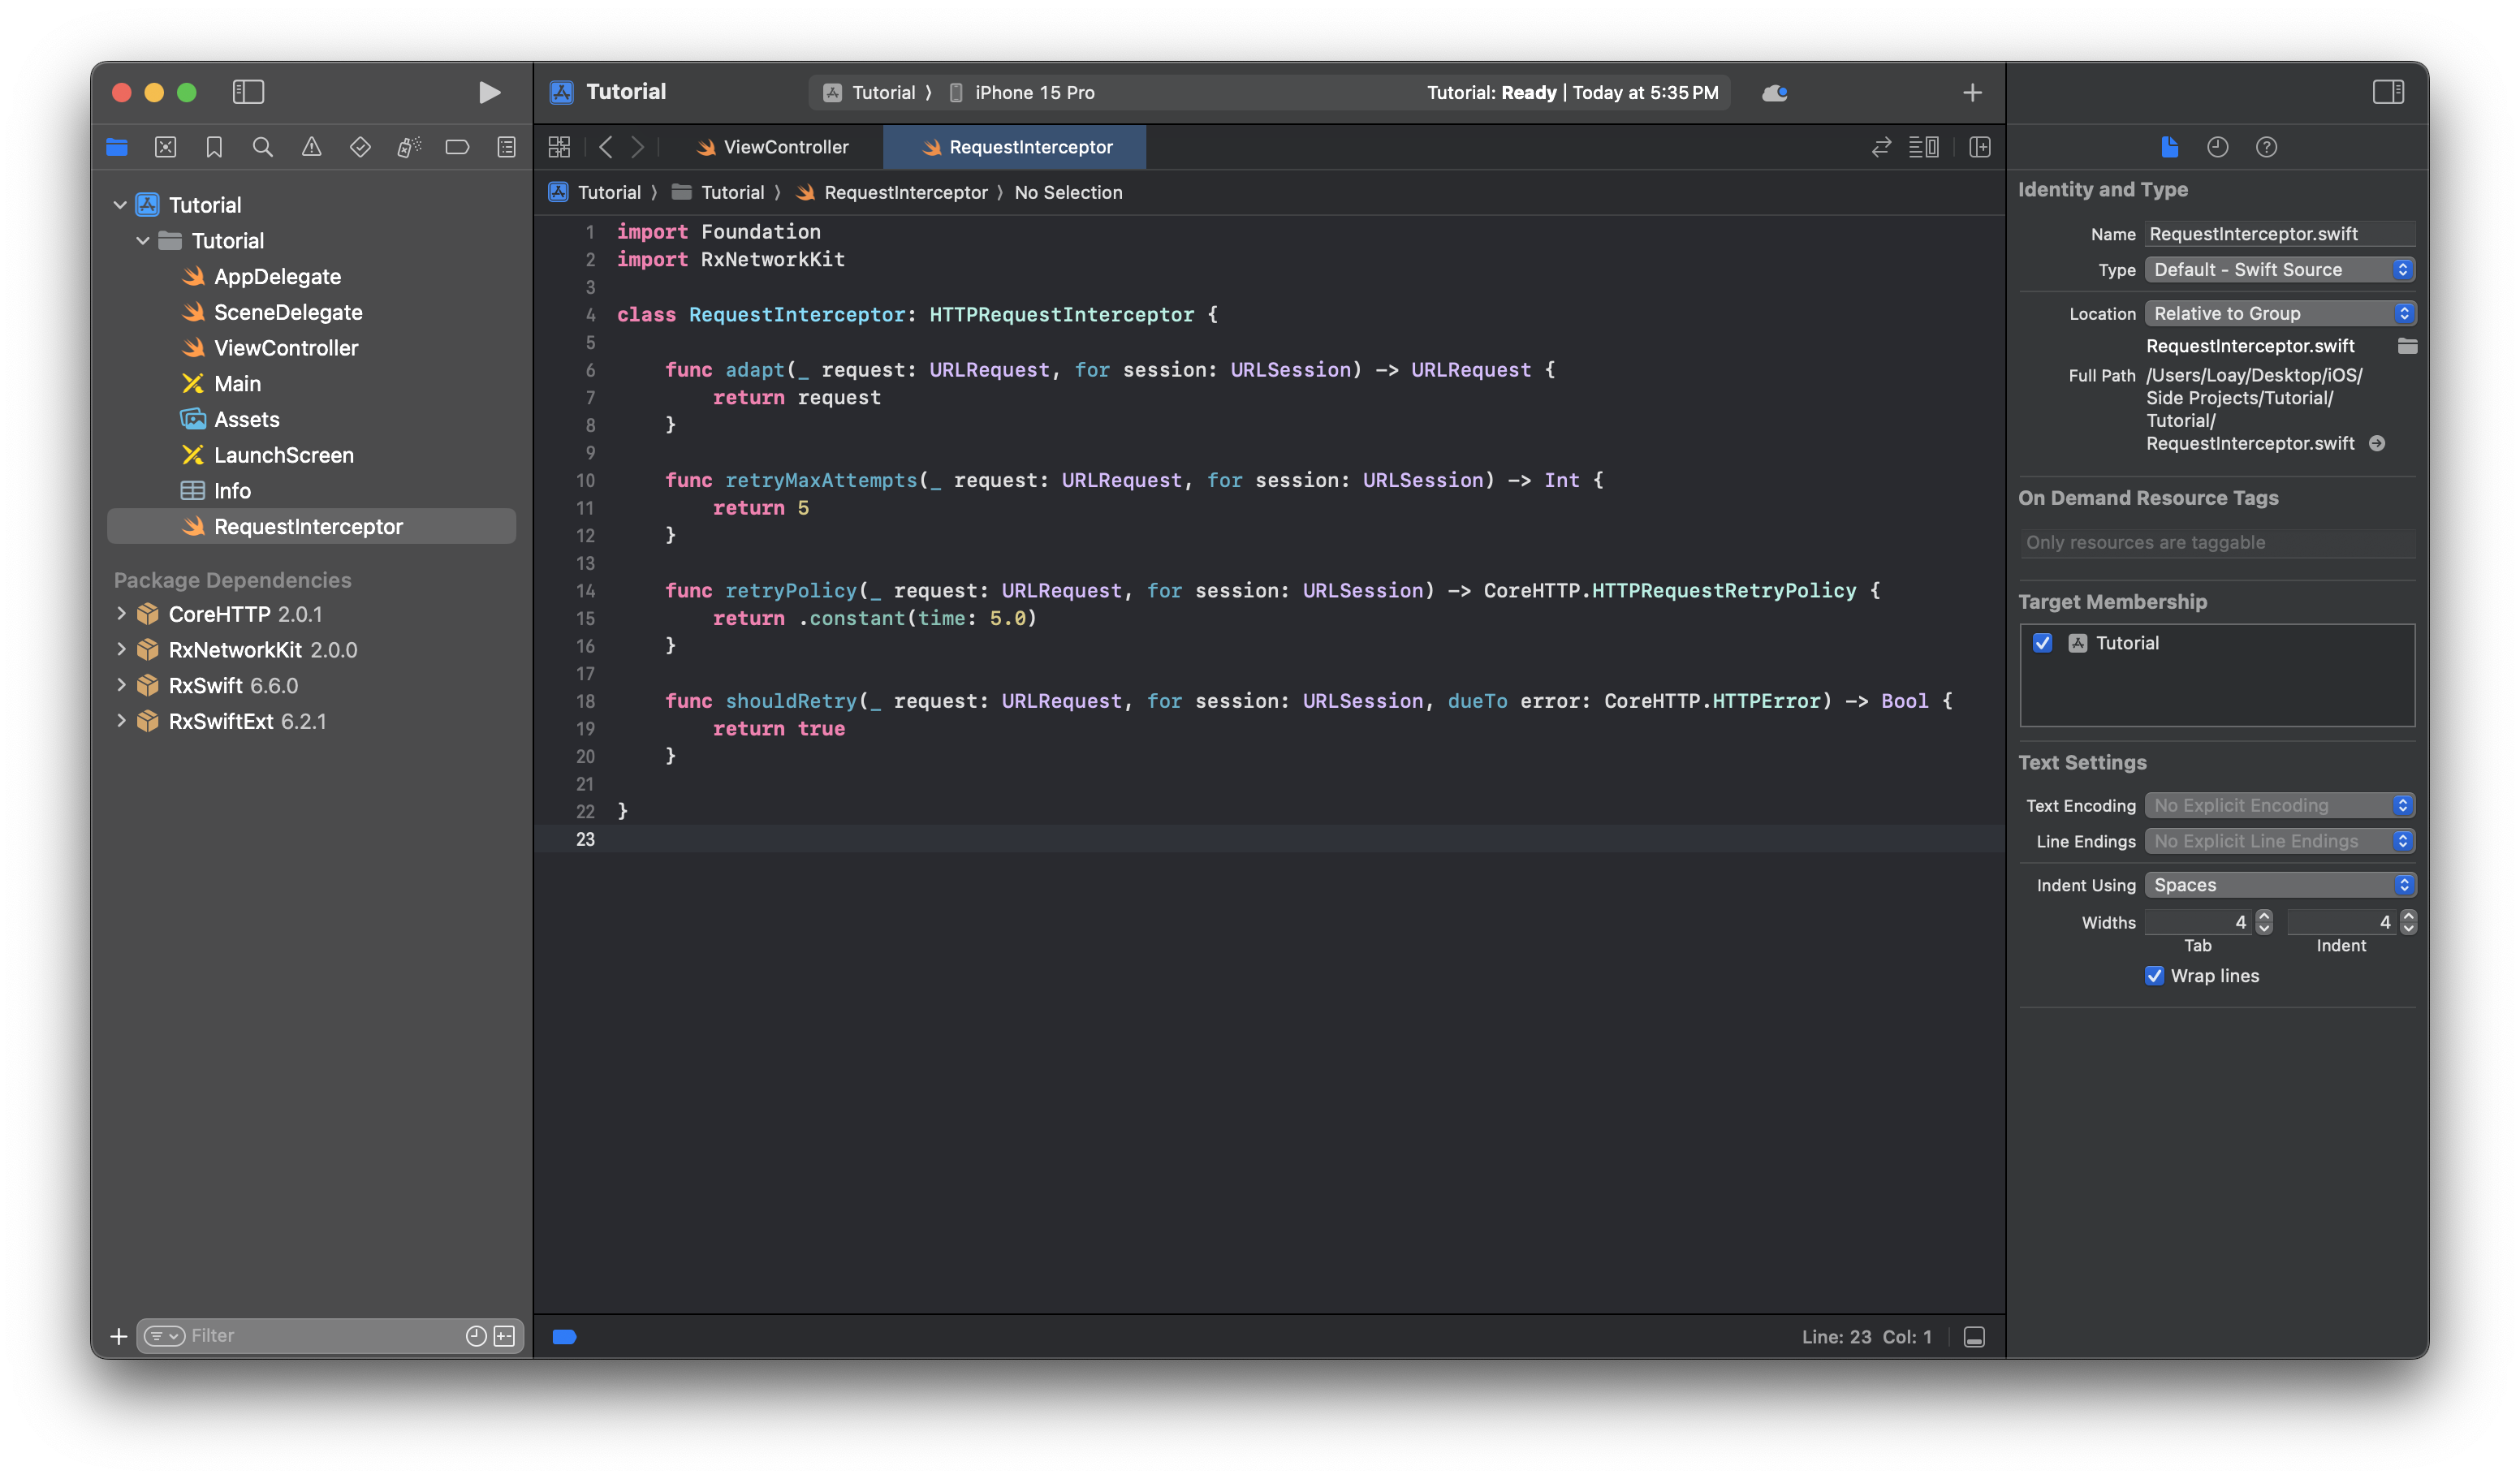 Tutorial
Tutorial 〉 iPhone 15 Pro
Tutorial: Ready | Today at 5:35 PM
ViewController
RequestInterceptor
Tutorial 〉 Tutorial 〉 RequestInterceptor 〉 No Selection
Tutorial
Tutorial
AppDelegate
SceneDelegate
ViewController
Main
Assets
LaunchScreen
Info
RequestInterceptor
Package Dependencies
CoreHTTP 2.0.1
RxNetworkKit 2.0.0
RxSwift 6.6.0
RxSwiftExt 6.2.1
Filter
1 import Foundation
2 import RxNetworkKit
3
4 class RequestInterceptor: HTTPRequestInterceptor {
5
6     func adapt(_ request: URLRequest, for session: URLSession) -> URLRequest {
7         return request
8     }
9
10     func retryMaxAttempts(_ request: URLRequest, for session: URLSession) -> Int {
11         return 5
12     }
13
14     func retryPolicy(_ request: URLRequest, for session: URLSession) -> CoreHTTP.HTTPRequestRetryPolicy {
15         return .constant(time: 5.0)
16     }
17
18     func shouldRetry(_ request: URLRequest, for session: URLSession, dueTo error: CoreHTTP.HTTPError) -> Bool {
19         return true
20     }
21
22 }
23
Line: 23 Col: 1
Identity and Type
Name RequestInterceptor.swift
Type Default - Swift Source
Location Relative to Group
RequestInterceptor.swift
Full Path /Users/Loay/Desktop/iOS/
Side Projects/Tutorial/
Tutorial/
RequestInterceptor.swift
On Demand Resource Tags
Only resources are taggable
Target Membership
Tutorial
Text Settings
Text Encoding No Explicit Encoding
Line Endings No Explicit Line Endings
Indent Using Spaces
Widths 4 4
Tab Indent
Wrap lines